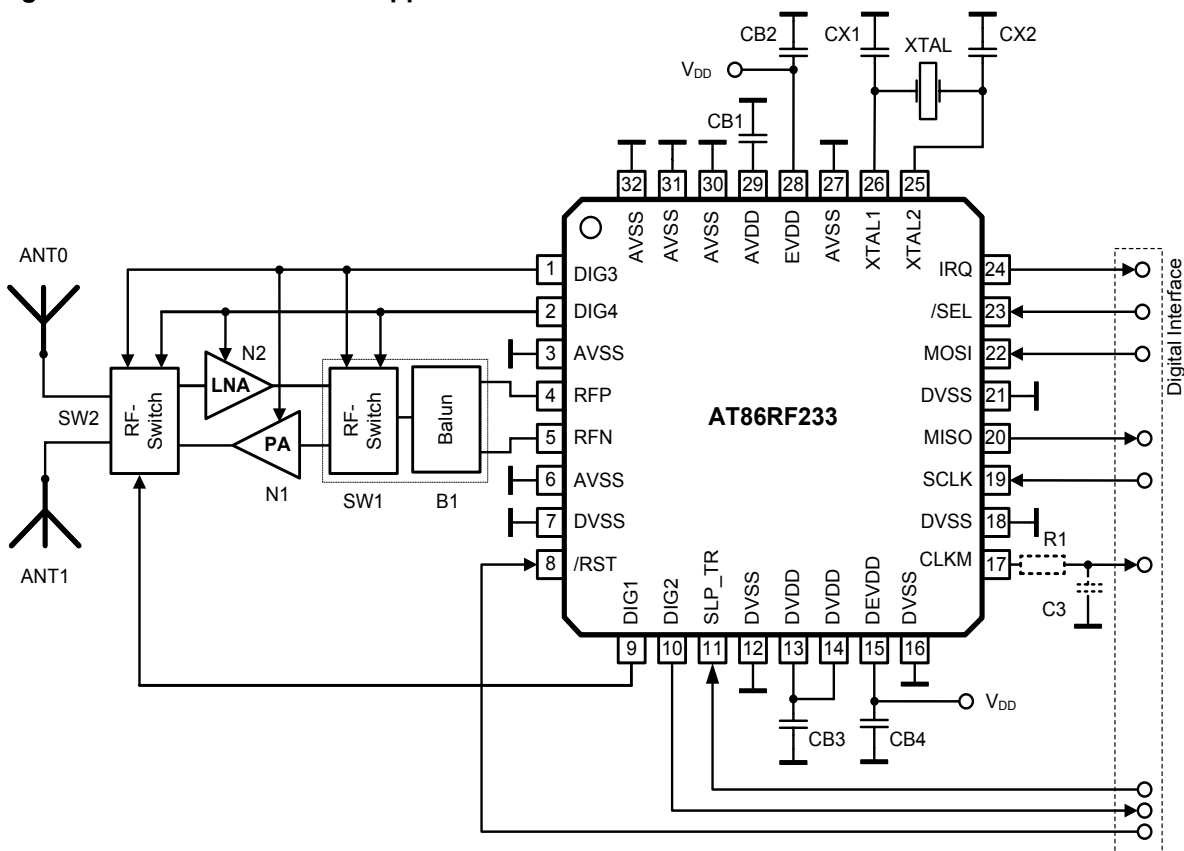 CB2
CX1
XTAL
CX2
VDD
CB1
32 31 30 29 28 27 26 25
AVSS AVSS AVSS AVDD EVDD AVSS XTAL1 XTAL2
ANT0
ANT1
SW2
RF-Switch
N2
LNA
PA
N1
RF-Switch
SW1
Balun
B1
1 DIG3
2 DIG4
3 AVSS
4 RFP
5 RFN
6 AVSS
7 DVSS
8 /RST
AT86RF233
IRQ 24
/SEL 23
MOSI 22
DVSS 21
MISO 20
SCLK 19
DVSS 18
CLKM 17
R1
C3
Digital Interface
DIG1 DIG2 SLP_TR DVSS DVDD DVDD DEVDD DVSS
9 10 11 12 13 14 15 16
CB3
CB4
VDD